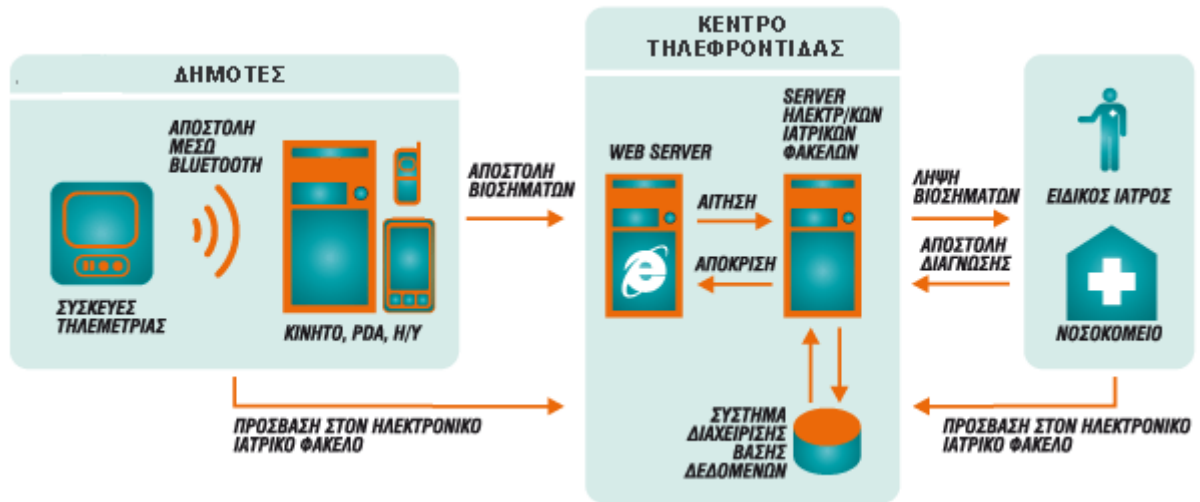 ΔΗΜΟΤΕΣ
ΑΠΟΣΤΟΛΗ
ΜΕΣΩ
BLUETOOTH
ΣΥΣΚΕΥΕΣ
ΤΗΛΕΜΕΤΡΙΑΣ
ΚΙΝΗΤΟ, PDA, Η/Υ
ΑΠΟΣΤΟΛΗ
ΒΙΟΣΗΜΑΤΩΝ
ΠΡΟΣΒΑΣΗ ΣΤΟΝ ΗΛΕΚΤΡΟΝΙΚΟ
ΙΑΤΡΙΚΟ ΦΑΚΕΛΟ
ΚΕΝΤΡΟ
ΤΗΛΕΦΡΟΝΤΙΔΑΣ
WEB SERVER
SERVER
ΗΛΕΚΤΡ/ΚΩΝ
ΙΑΤΡΙΚΩΝ
ΦΑΚΕΛΩΝ
ΑΙΤΗΣΗ
ΑΠΟΚΡΙΣΗ
ΣΥΣΤΗΜΑ
ΔΙΑΧΕΙΡΙΣΗΣ
ΒΑΣΗΣ
ΔΕΔΟΜΕΝΩΝ
ΛΗΨΗ
ΒΙΟΣΗΜΑΤΩΝ
ΑΠΟΣΤΟΛΗ
ΔΙΑΓΝΩΣΗΣ
ΕΙΔΙΚΟΣ ΙΑΤΡΟΣ
ΝΟΣΟΚΟΜΕΙΟ
ΠΡΟΣΒΑΣΗ ΣΤΟΝ ΗΛΕΚΤΡΟΝΙΚΟ
ΙΑΤΡΙΚΟ ΦΑΚΕΛΟ